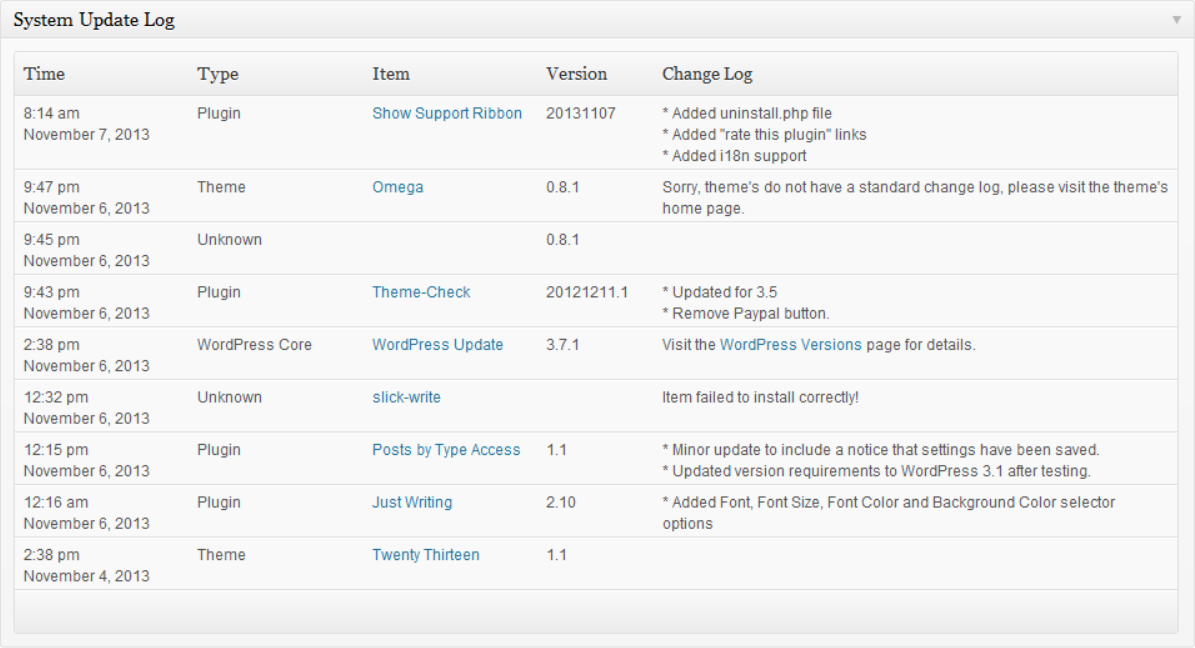 System Update Log
Time Type Item Version Change Log
8:14 am Plugin Show Support Ribbon 20131107 * Added uninstall.php file
November 7, 2013 * Added "rate this plugin" links
* Added i18n support
9:47 pm Theme Omega 0.8.1 Sorry, theme's do not have a standard change log, please visit the theme's
November 6, 2013 home page.
9:45 pm Unknown 0.8.1
November 6, 2013
9:43 pm Plugin Theme-Check 20121211.1 * Updated for 3.5
November 6, 2013 * Remove Paypal button.
2:38 pm WordPress Core WordPress Update 3.7.1 Visit the WordPress Versions page for details.
November 6, 2013
12:32 pm Unknown slick-write Item failed to install correctly!
November 6, 2013
12:15 pm Plugin Posts by Type Access 1.1 * Minor update to include a notice that settings have been saved.
November 6, 2013 * Updated version requirements to WordPress 3.1 after testing.
12:16 am Plugin Just Writing 2.10 * Added Font, Font Size, Font Color and Background Color selector
November 6, 2013 options
2:38 pm Theme Twenty Thirteen 1.1
November 4, 2013